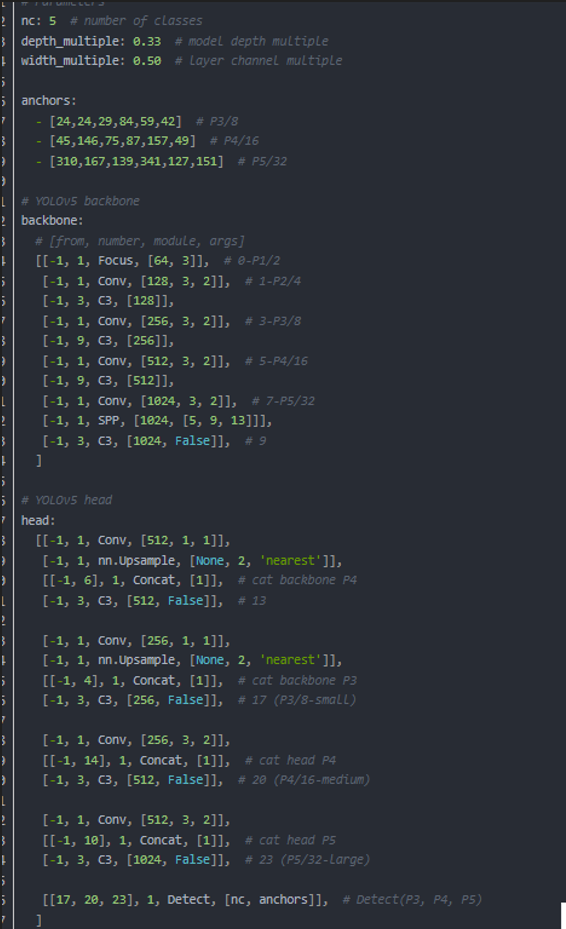 # Parameters
nc: 5  # number of classes
depth_multiple: 0.33  # model depth multiple
width_multiple: 0.50  # layer channel multiple
anchors:
  - [24,24,29,84,59,42]  # P3/8
  - [45,146,75,87,157,49]  # P4/16
  - [310,167,139,341,127,151]  # P5/32
# YOLOv5 backbone
backbone:
  # [from, number, module, args]
  [[-1, 1, Focus, [64, 3]],  # 0-P1/2
   [-1, 1, Conv, [128, 3, 2]],  # 1-P2/4
   [-1, 3, C3, [128]],
   [-1, 1, Conv, [256, 3, 2]],  # 3-P3/8
   [-1, 9, C3, [256]],
   [-1, 1, Conv, [512, 3, 2]],  # 5-P4/16
   [-1, 9, C3, [512]],
   [-1, 1, Conv, [1024, 3, 2]],  # 7-P5/32
   [-1, 1, SPP, [1024, [5, 9, 13]]],
   [-1, 3, C3, [1024, False]],  # 9
  ]
# YOLOv5 head
head:
  [[-1, 1, Conv, [512, 1, 1]],
   [-1, 1, nn.Upsample, [None, 2, 'nearest']],
   [[-1, 6], 1, Concat, [1]],  # cat backbone P4
   [-1, 3, C3, [512, False]],  # 13
   [-1, 1, Conv, [256, 1, 1]],
   [-1, 1, nn.Upsample, [None, 2, 'nearest']],
   [[-1, 4], 1, Concat, [1]],  # cat backbone P3
   [-1, 3, C3, [256, False]],  # 17 (P3/8-small)
   [-1, 1, Conv, [256, 3, 2]],
   [[-1, 14], 1, Concat, [1]],  # cat head P4
   [-1, 3, C3, [512, False]],  # 20 (P4/16-medium)
   [-1, 1, Conv, [512, 3, 2]],
   [[-1, 10], 1, Concat, [1]],  # cat head P5
   [-1, 3, C3, [1024, False]],  # 23 (P5/32-large)
   [[17, 20, 23], 1, Detect, [nc, anchors]],  # Detect(P3, P4, P5)
  ]